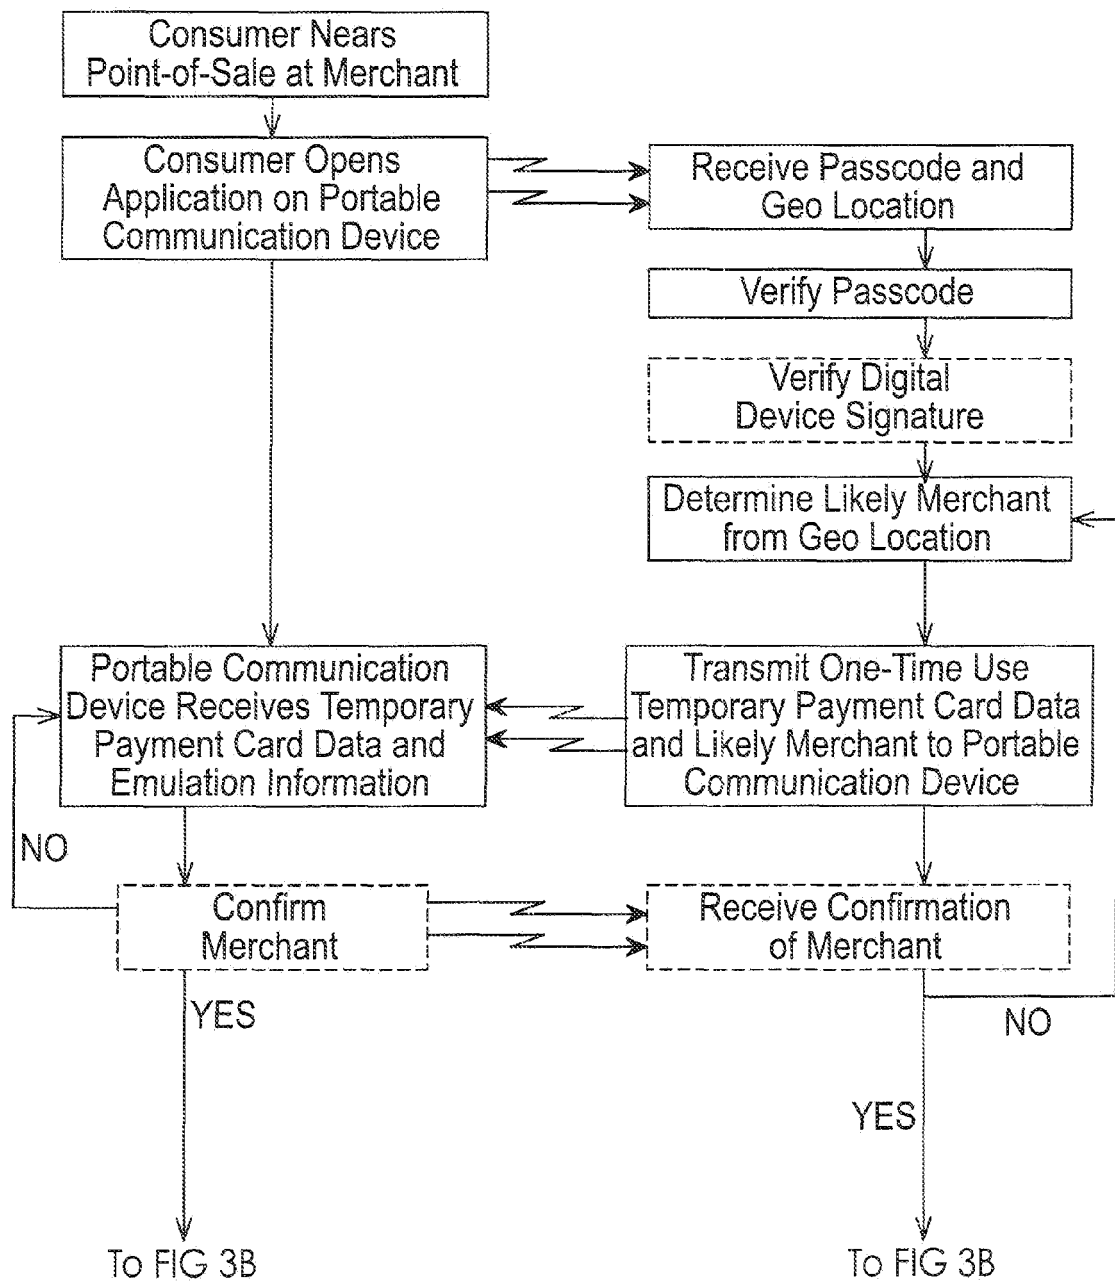 Consumer Nears
Point-of-Sale at Merchant
Consumer Opens
Application on Portable
Communication Device
Receive Passcode and
Geo Location
Verify Passcode
Verify Digital
Device Signature
Determine Likely Merchant
from Geo Location
Portable Communication
Device Receives Temporary
Payment Card Data and
Emulation Information
Transmit One-Time Use
Temporary Payment Card Data
and Likely Merchant to Portable
Communication Device
NO
Confirm
Merchant
Receive Confirmation
of Merchant
YES
NO
YES
To FIG 3B
To FIG 3B